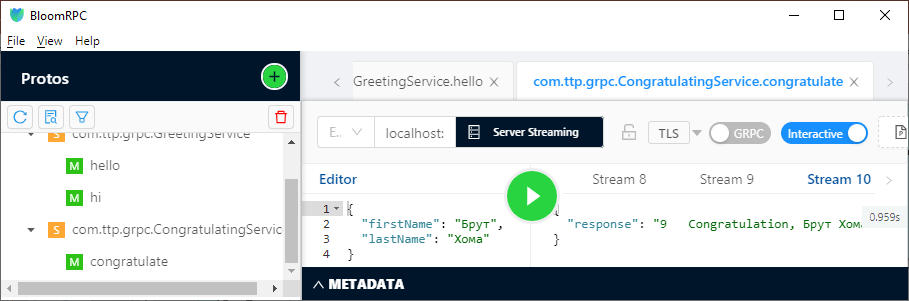 BloomRPC
File View Help
Protos
GreetingService.hello
com.ttp.grpc.CongratulatingService.congratulate
com.ttp.grpc.GreetingService
hello
hi
com.ttp.grpc.CongratulatingServic
congratulate
E..
localhost:
Server Streaming
TLS
GRPC
Interactive
Editor
Stream 8
Stream 9
Stream 10
1 {
2 "firstName": "Брут",
3 "lastName": "Хома"
4 }
{
"response": "9 Congratulation, Брут Хома
}
0.959s
METADATA